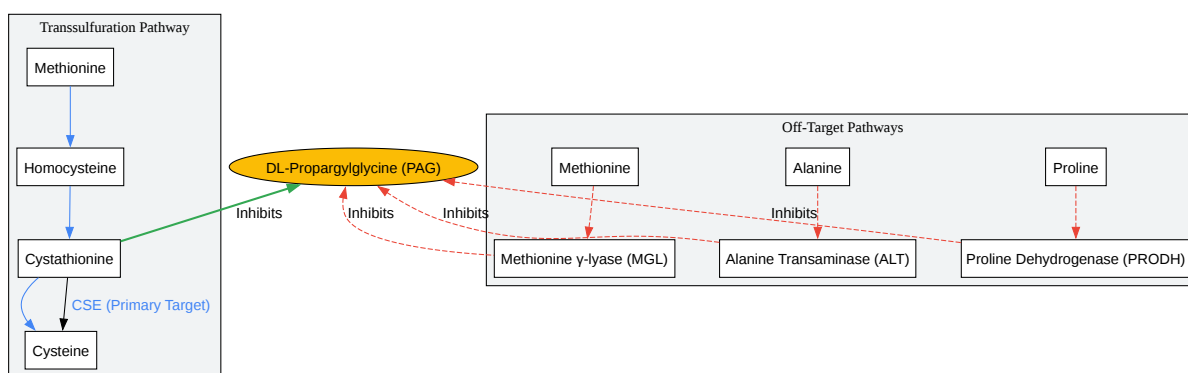 Transsulfuration Pathway
Methionine
Homocysteine
Cystathionine
CSE (Primary Target)
Cysteine
DL-Propargylglycine (PAG)
Inhibits
Inhibits
Inhibits
Inhibits
Off-Target Pathways
Methionine
Alanine
Proline
Methionine γ-lyase (MGL)
Alanine Transaminase (ALT)
Proline Dehydrogenase (PRODH)